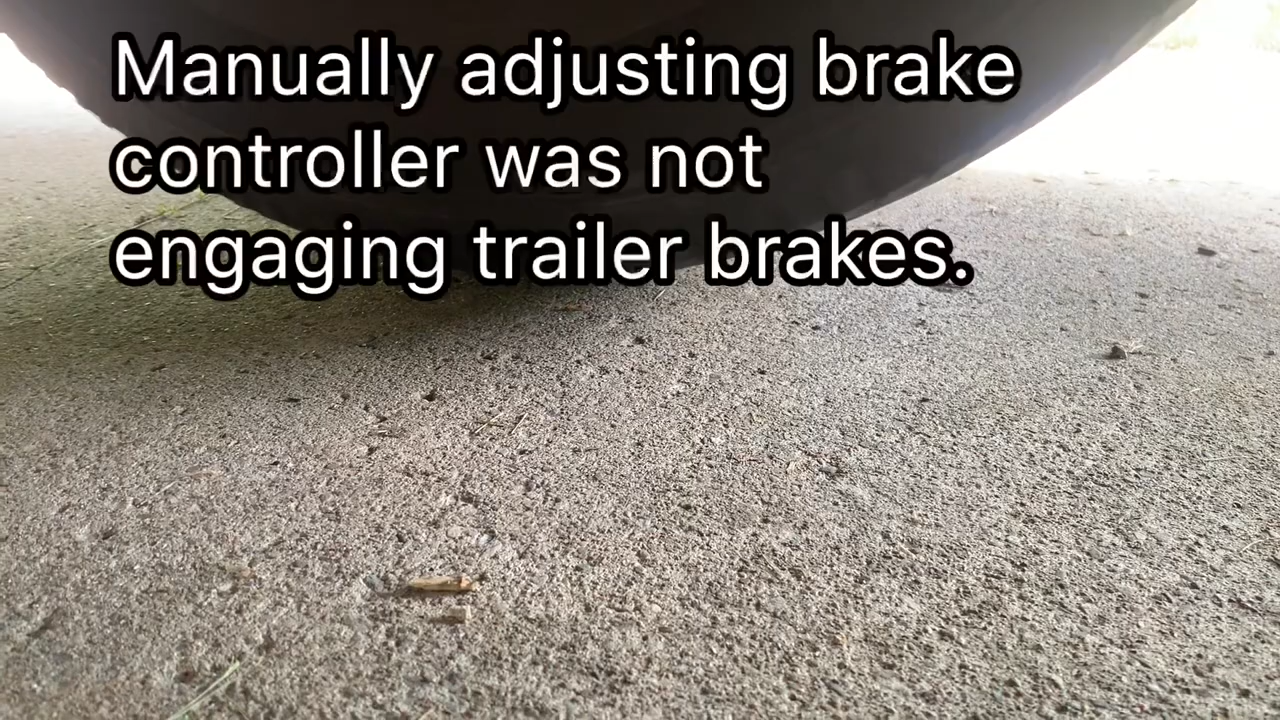 Manually adjusting brake
controller was not
engaging trailer brakes.